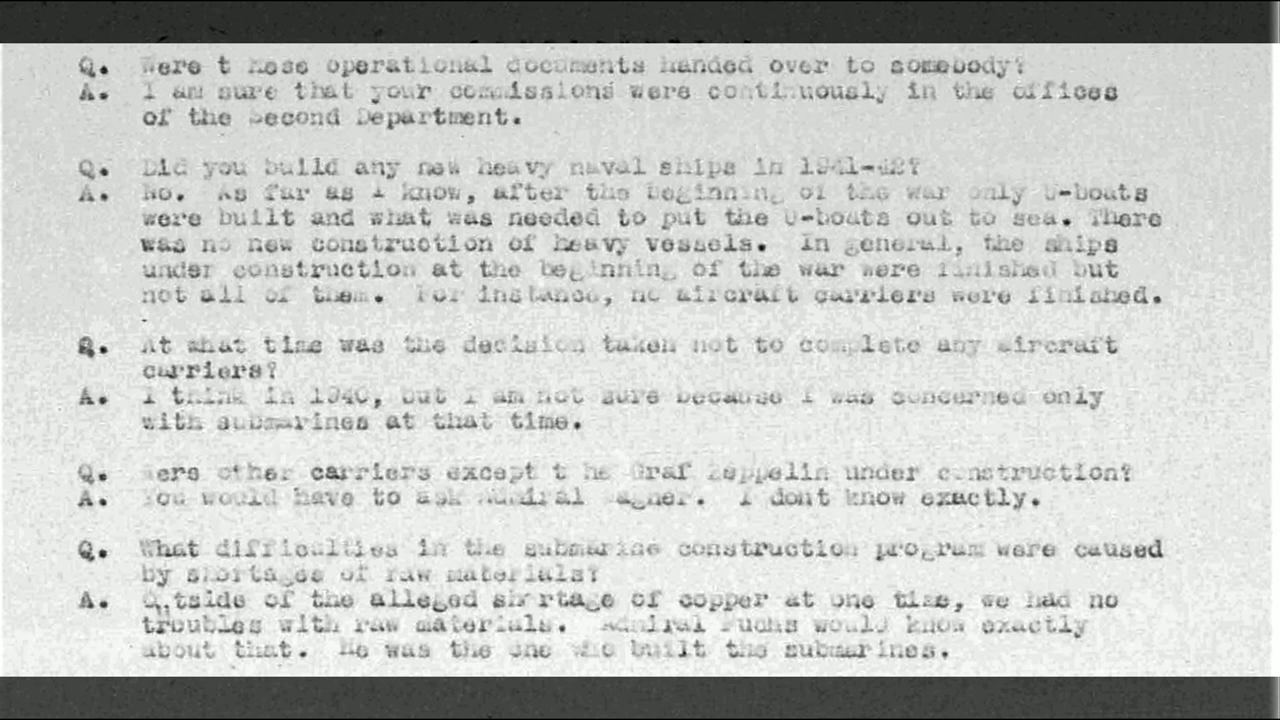 Q. Were t hese operational documents handed over to somebody?
A. I am sure that your commissions were continuously in the offices
of the Second Department.
Q. Did you build any new heavy naval ships in 1941-42?
A. No. As far as I know, after the beginning of the war only U-boats
were built and what was needed to put the U-boats out to sea. There
was no new construction of heavy vessels. In general, the ships
under construction at the beginning of the war were finished but
not all of them. For instance, no aircraft carriers were finished.
Q. At what time was the decision taken not to complete any aircraft
carriers?
A. I think in 1940, but I am not sure because I was concerned only
with submarines at that time.
Q. Were other carriers except t he Graf Zeppelin under construction?
A. You would have to ask Admiral Wagner. I dont know exactly.
Q. What difficulties in the submarine construction program were caused
by shortages of raw materials?
A. Outside of the alleged shortage of copper at one time, we had no
troubles with raw materials. Admiral Fuchs would know exactly
about that. He was the one who built the submarines.